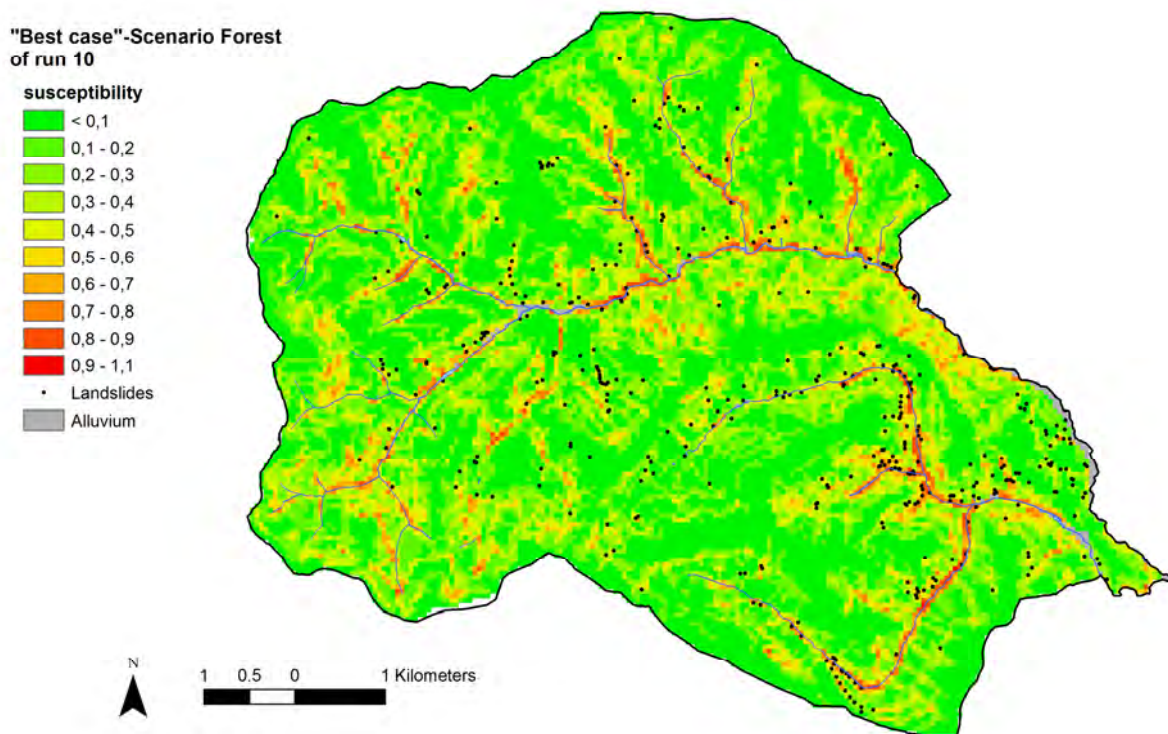 "Best case"-Scenario Forest
of run 10
susceptibility
< 0,1
0,1 - 0,2
0,2 - 0,3
0,3 - 0,4
0,4 - 0,5
0,5 - 0,6
0,6 - 0,7
0,7 - 0,8
0,8 - 0,9
0,9 - 1,1
Landslides
Alluvium
N
1 0.5 0 1 Kilometers